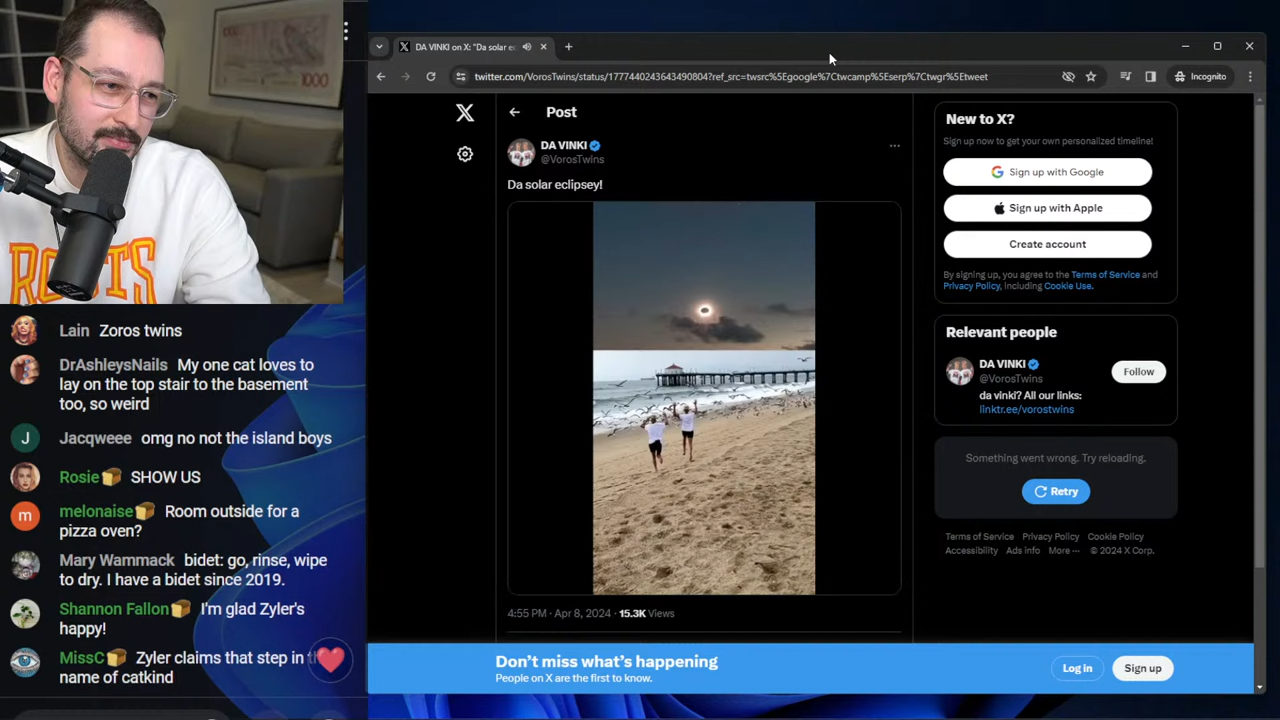 1000
ROOTS
Lain Zoros twins
DrAshleysNails My one cat loves to
lay on the top stair to the basement
too, so weird
J
Jacqweee omg no not the island boys
Rosie SHOW US
m
melonaise Room outside for a
pizza oven?
Mary Wammack bidet: go, rinse, wipe
to dry. I have a bidet since 2019.
Shannon Fallon I'm glad Zyler's
happy!
MissC Zyler claims that step in
name of catkind
DA VINKI on X: "Da solar ec
twitter.com/VorosTwins/status/1777440243643490804?ref_src=twsrc%5Egoogle%7Ctwcamp%5Eserp%7Ctwgr%5Etweet
Incognito
Post
DA VINKI
@VorosTwins
Da solar eclipsey!
4:55 PM · Apr 8, 2024 · 15.3K Views
New to X?
Sign up now to get your own personalized timeline!
Sign up with Google
Sign up with Apple
Create account
By signing up, you agree to the Terms of Service and
Privacy Policy, including Cookie Use.
Relevant people
DA VINKI
@VorosTwins
Follow
da vinki? All our links:
linktr.ee/vorostwins
Something went wrong. Try reloading.
Retry
Terms of Service Privacy Policy Cookie Policy
Accessibility Ads info More ··· © 2024 X Corp.
Don’t miss what’s happening
People on X are the first to know.
Log in
Sign up